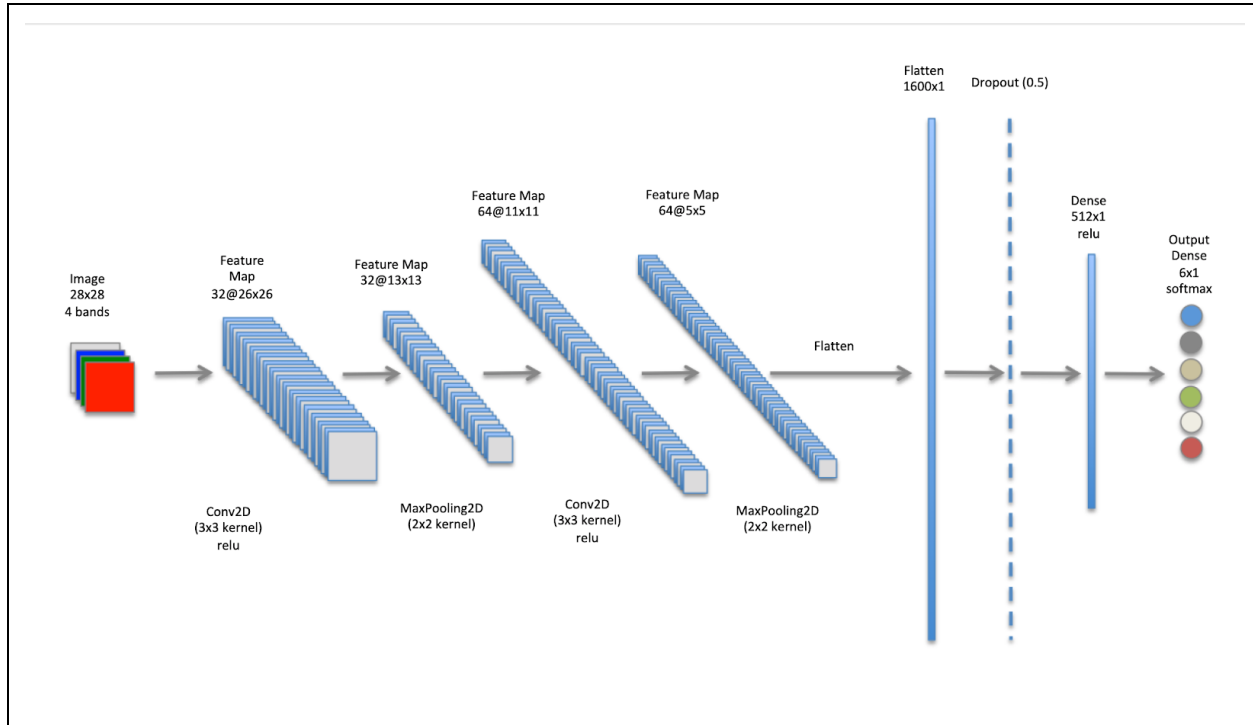 Image
28x28
4 bands
Feature
Map
32@26x26
Conv2D
(3x3 kernel)
relu
Feature Map
32@13x13
MaxPooling2D
(2x2 kernel)
Feature Map
64@11x11
Conv2D
(3x3 kernel)
relu
Feature Map
64@5x5
MaxPooling2D
(2x2 kernel)
Flatten
Flatten
1600x1
Dropout (0.5)
Dense
512x1
relu
Output
Dense
6x1
softmax